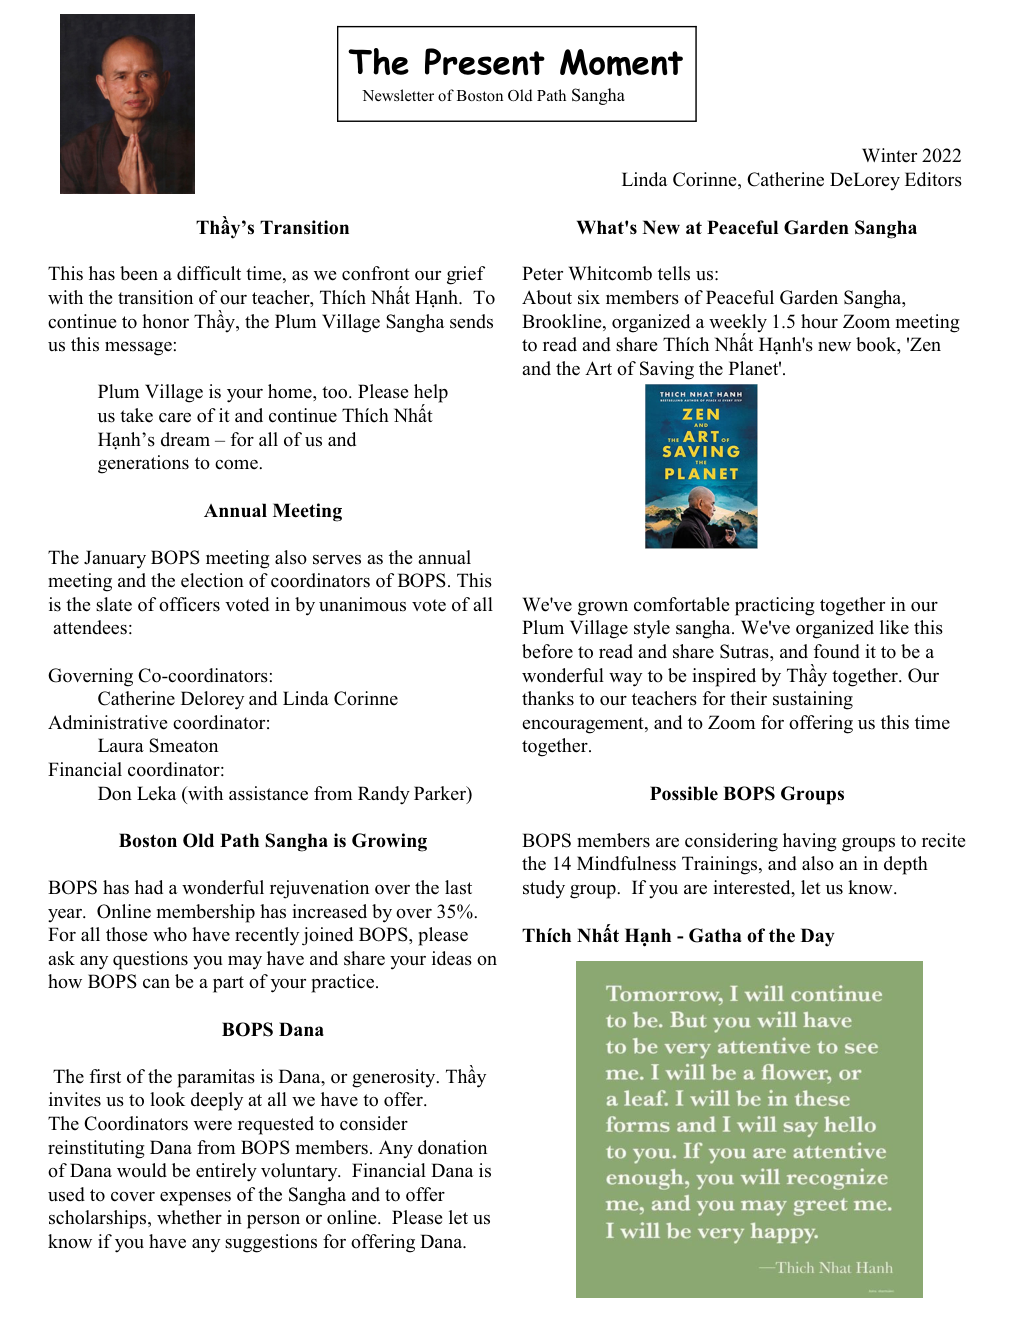 The Present Moment
Newsletter of Boston Old Path Sangha
Winter 2022
Linda Corinne, Catherine DeLorey Editors
Thầy’s Transition
This has been a difficult time, as we confront our grief
with the transition of our teacher, Thích Nhất Hạnh. To
continue to honor Thầy, the Plum Village Sangha sends
us this message:
Plum Village is your home, too. Please help
us take care of it and continue Thích Nhất
Hạnh’s dream – for all of us and
generations to come.
Annual Meeting
The January BOPS meeting also serves as the annual
meeting and the election of coordinators of BOPS. This
is the slate of officers voted in by unanimous vote of all
attendees:
Governing Co-coordinators:
Catherine Delorey and Linda Corinne
Administrative coordinator:
Laura Smeaton
Financial coordinator:
Don Leka (with assistance from Randy Parker)
Boston Old Path Sangha is Growing
BOPS has had a wonderful rejuvenation over the last
year. Online membership has increased by over 35%.
For all those who have recently joined BOPS, please
ask any questions you may have and share your ideas on
how BOPS can be a part of your practice.
BOPS Dana
The first of the paramitas is Dana, or generosity. Thầy
invites us to look deeply at all we have to offer.
The Coordinators were requested to consider
reinstituting Dana from BOPS members. Any donation
of Dana would be entirely voluntary. Financial Dana is
used to cover expenses of the Sangha and to offer
scholarships, whether in person or online. Please let us
know if you have any suggestions for offering Dana.
What's New at Peaceful Garden Sangha
Peter Whitcomb tells us:
About six members of Peaceful Garden Sangha,
Brookline, organized a weekly 1.5 hour Zoom meeting
to read and share Thích Nhất Hạnh's new book, 'Zen
and the Art of Saving the Planet'.
THICH NHAT HANH
BESTSELLING AUTHOR OF PEACE IS EVERY STEP
ZEN
AND
THE ART OF
SAVING
THE
PLANET
We've grown comfortable practicing together in our
Plum Village style sangha. We've organized like this
before to read and share Sutras, and found it to be a
wonderful way to be inspired by Thầy together. Our
thanks to our teachers for their sustaining
encouragement, and to Zoom for offering us this time
together.
Possible BOPS Groups
BOPS members are considering having groups to recite
the 14 Mindfulness Trainings, and also an in depth
study group. If you are interested, let us know.
Thích Nhất Hạnh - Gatha of the Day
Tomorrow, I will continue
to be. But you will have
to be very attentive to see
me. I will be a flower, or
a leaf. I will be in these
forms and I will say hello
to you. If you are attentive
enough, you will recognize
me, and you may greet me.
I will be very happy.
—Thich Nhat Hanh